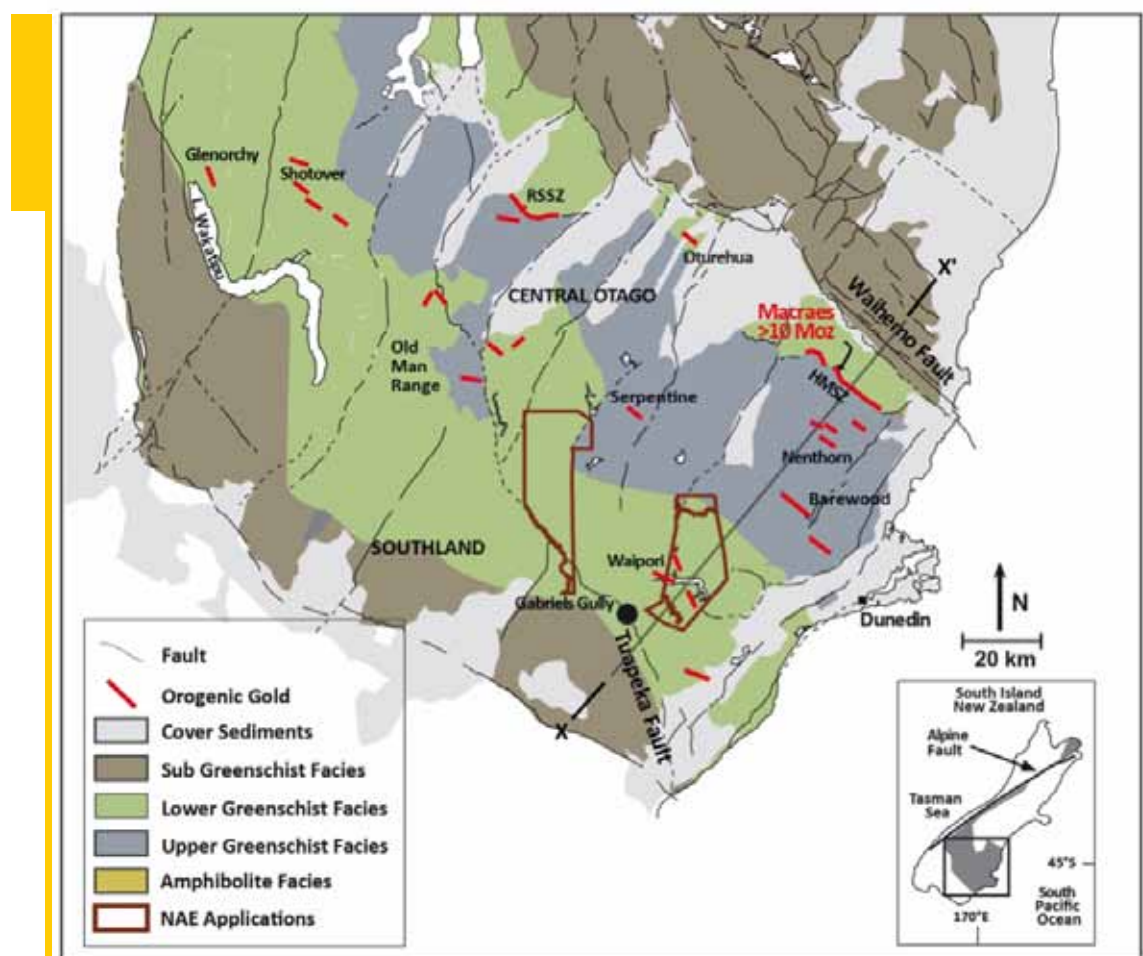 Glenorchy
Shotover
L. Wakatipu
RSSZ
Oturehua
X'
CENTRAL OTAGO
Waihemo Fault
Macraes
>10 Moz
Old
Man
Range
HMSZ
Serpentine
Nenthorn
Barewood
SOUTHLAND
Waipori
Gabriels Gully
Dunedin
N
20 km
Tuapeka Fault
X
Fault
Orogenic Gold
Cover Sediments
Sub Greenschist Facies
Lower Greenschist Facies
Upper Greenschist Facies
Amphibolite Facies
NAE Applications
South Island
New Zealand
Alpine
Fault
Tasman
Sea
45°S
South
Pacific
Ocean
170°E